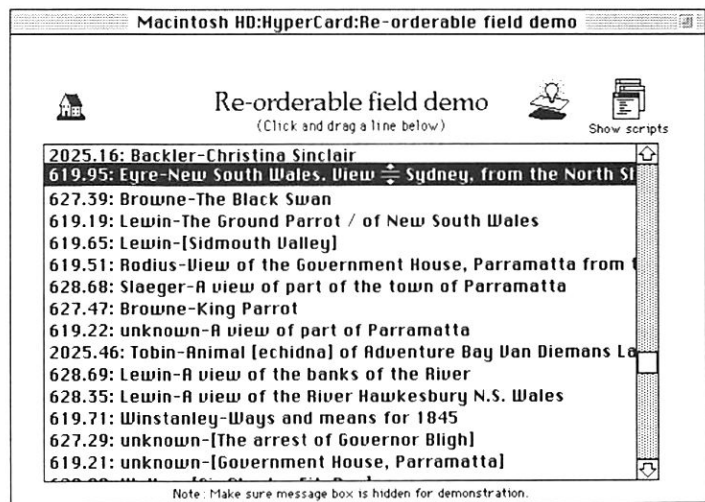 Macintosh HD:HyperCard:Re-orderable field demo
Re-orderable field demo
(Click and drag a line below)
Show scripts
2025.16: Backler-Christina Sinclair
619.95: Eyre-New South Wales. View Sydney, from the North
627.39: Browne-The Black Swan
619.19: Lewin-The Ground Parrot / of New South Wales
619.65: Lewin-[Sidmouth Valley]
619.51: Rodius-View of the Government House, Parramatta from
628.68: Slaeger-A view of part of the town of Parramatta
627.47: Browne-King Parrot
619.22: unknown-A view of part of Parramatta
2025.46: Tobin-Animal [echidna] of Adventure Bay Van Diemans La
628.69: Lewin-A view of the banks of the River
628.35: Lewin-A view of the River Hawkesbury N.S. Wales
619.71: Winstanley-Ways and means for 1845
627.29: unknown-[The arrest of Governor Bligh]
619.21: unknown-[Government House, Parramatta]
Note: Make sure message box is hidden for demonstration.